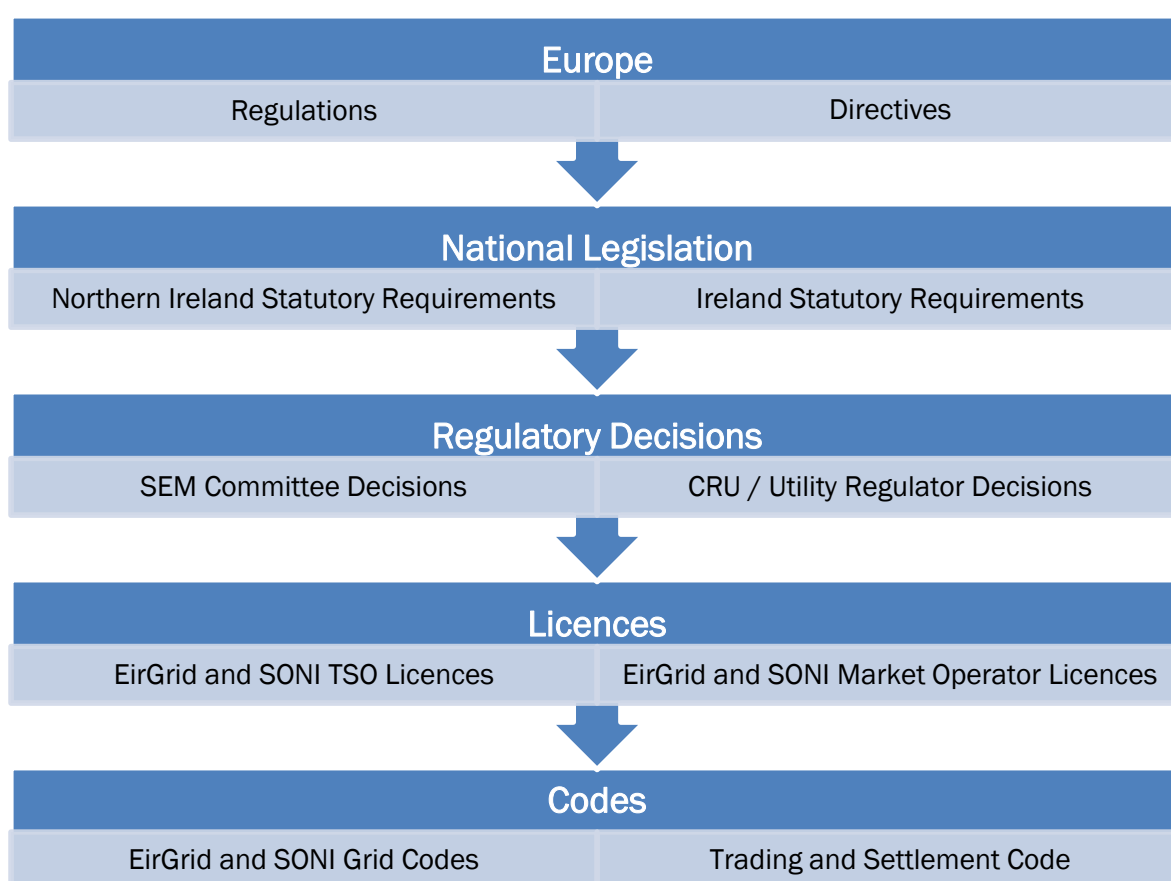 Europe
Regulations
Directives
National Legislation
Northern Ireland Statutory Requirements
Ireland Statutory Requirements
Regulatory Decisions
SEM Committee Decisions
CRU / Utility Regulator Decisions
Licences
EirGrid and SONI TSO Licences
EirGrid and SONI Market Operator Licences
Codes
EirGrid and SONI Grid Codes
Trading and Settlement Code